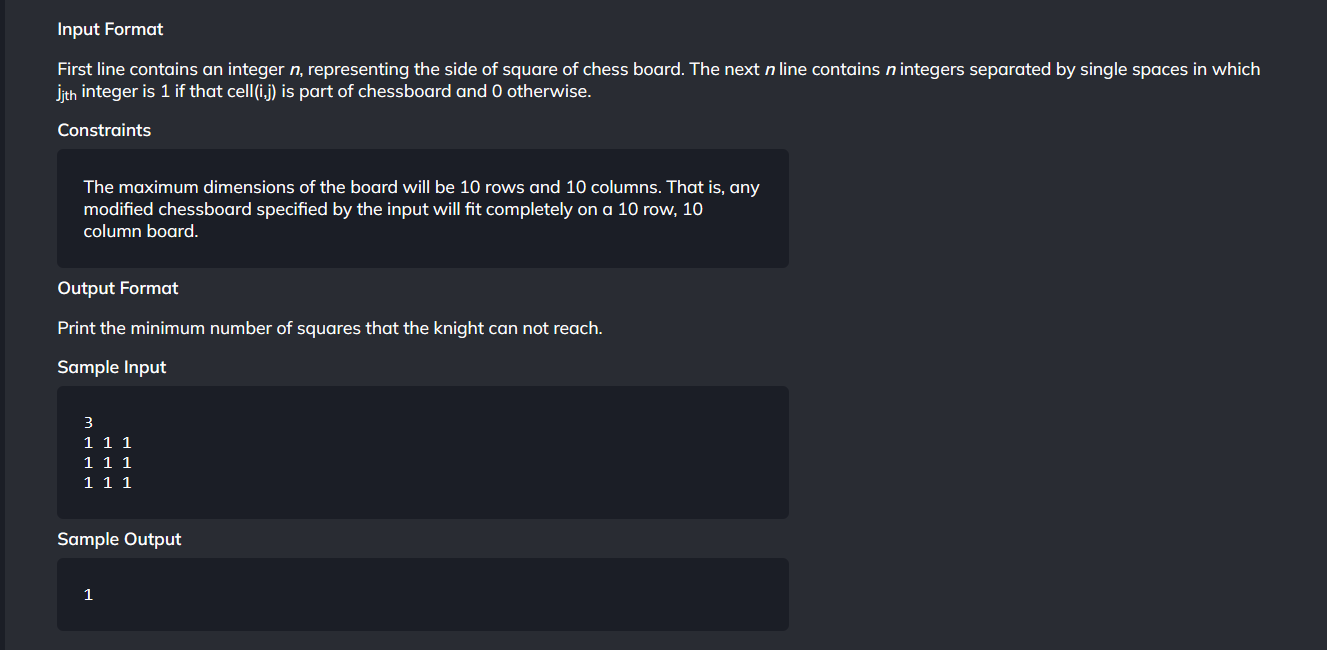 Input Format
First line contains an integer n, representing the side of square of chess board. The next n line contains n integers separated by single spaces in which
jjth integer is 1 if that cell(i,j) is part of chessboard and 0 otherwise.
Constraints
The maximum dimensions of the board will be 10 rows and 10 columns. That is, any
modified chessboard specified by the input will fit completely on a 10 row, 10
column board.
Output Format
Print the minimum number of squares that the knight can not reach.
Sample Input
3
1 1 1
1 1 1
1 1 1
Sample Output
1